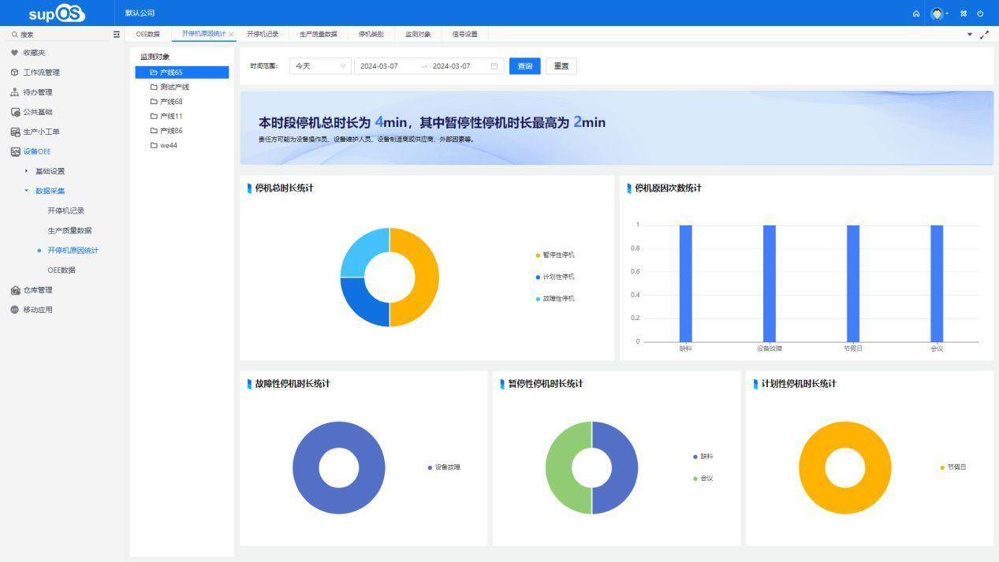 supOS
默认公司
搜索
收藏夹
工作流管理
待办管理
公共基础
生产小工单
设备OEE
基础设置
数据采集
开停机记录
生产质量数据
开停机原因统计
OEE数据
仓库管理
移动应用
OEE数据 开停机原因统计 开停机记录 生产质量数据 停机类别 监测对象 信号设置
监测对象
产线65
测试产线
产线68
产线11
产线86
we44
时间范围: 今天 2024-03-07 → 2024-03-07 查询 重置
本时段停机总时长为 4min，其中暂停性停机时长最高为 2min
责任方可能为设备操作员、设备维护人员、设备制造商或供应商、外部因素等。
停机总时长统计
暂停性停机
计划性停机
故障性停机
停机原因次数统计
1
0.8
0.6
0.4
0.2
0
缺料 设备故障 节假日 会议
故障性停机时长统计
设备故障
暂停性停机时长统计
缺料
会议
计划性停机时长统计
节假日